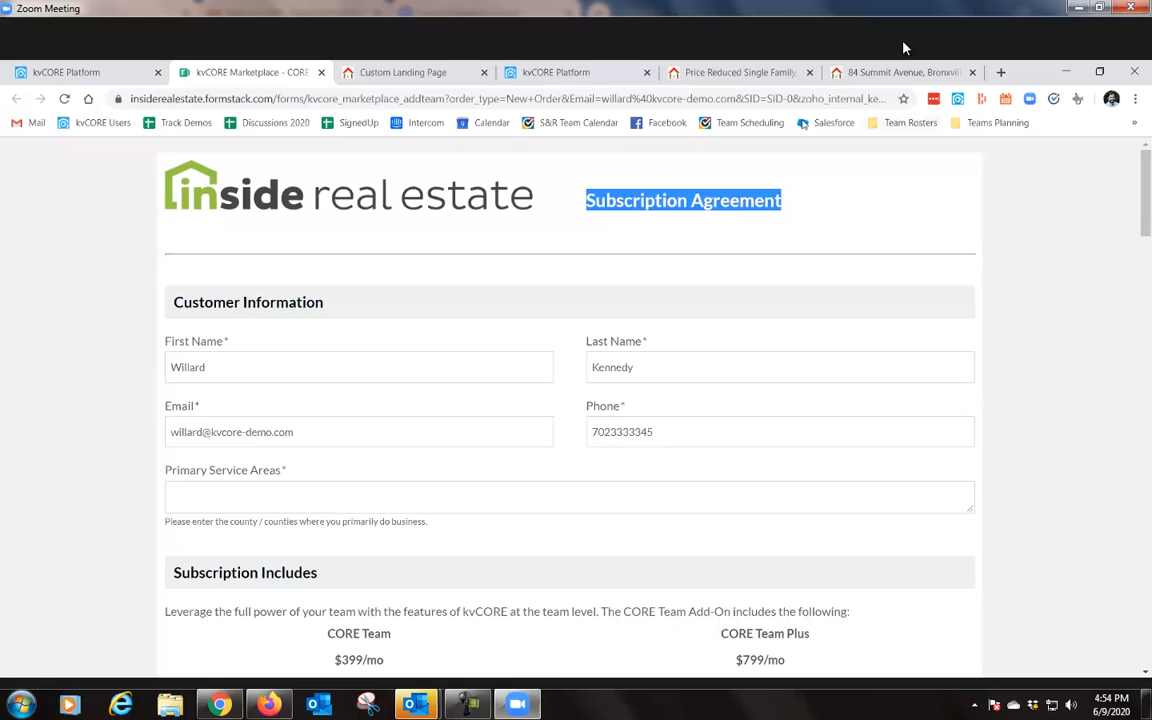 Zoom Meeting
kvCORE Platform
kvCORE Marketplace - CORE
Custom Landing Page
kvCORE Platform
Price Reduced Single Family,
84 Summit Avenue, Bronxvill
insiderealestate.formstack.com/forms/kvcore_marketplace_addteam?order_type=New+Order&Email=willard%40kvcore-demo.com&SID=SID-0&zoho_internal_ke...
Mail
kvCORE Users
Track Demos
Discussions 2020
SignedUp
Intercom
Calendar
S&R Team Calendar
Facebook
Team Scheduling
Salesforce
Team Rosters
Teams Planning
inside real estate
Subscription Agreement
Customer Information
First Name*
Last Name*
Willard
Kennedy
Email*
Phone*
willard@kvcore-demo.com
7023333345
Primary Service Areas*
Please enter the county / counties where you primarily do business.
Subscription Includes
Leverage the full power of your team with the features of kvCORE at the team level. The CORE Team Add-On includes the following:
CORE Team
CORE Team Plus
$399/mo
$799/mo
4:54 PM
6/9/2020